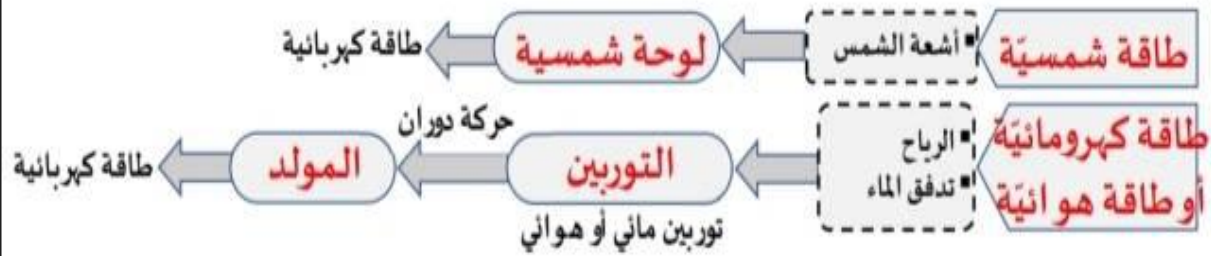 طاقة شمسيّة
▪ أشعة الشمس
لوحة شمسية
طاقة كهربائية
طاقة كهرومائيّة
أو طاقة هوائيّة
▪ الرياح
▪ تدفق الماء
التوربين
توربين مائي أو هوائي
حركة دوران
المولد
طاقة كهربائية